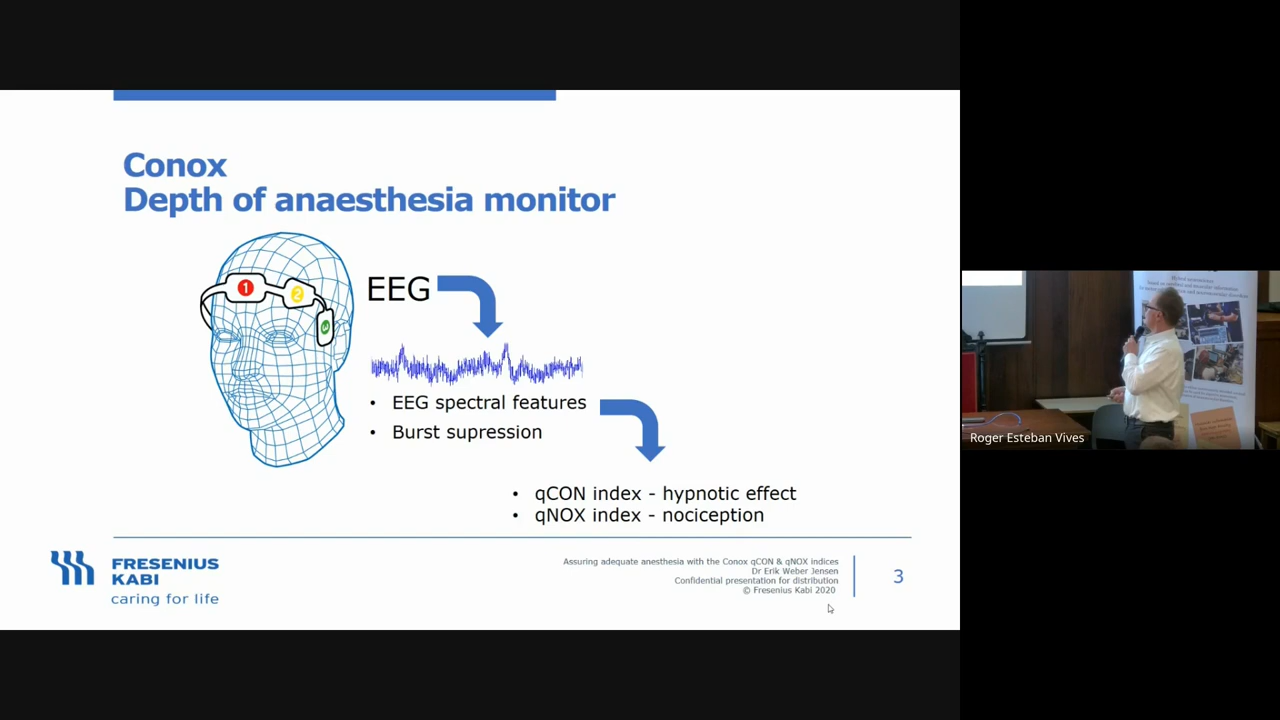 Conox
Depth of anaesthesia monitor
1
2
3
EEG
• EEG spectral features
• Burst supression
• qCON index - hypnotic effect
• qNOX index - nociception
FRESENIUS
KABI
caring for life
Assuring adequate anesthesia with the Conox qCON & qNOX indices
Dr Erik Weber Jensen
Confidential presentation for distribution
© Fresenius Kabi 2020
3
Roger Esteban Vives